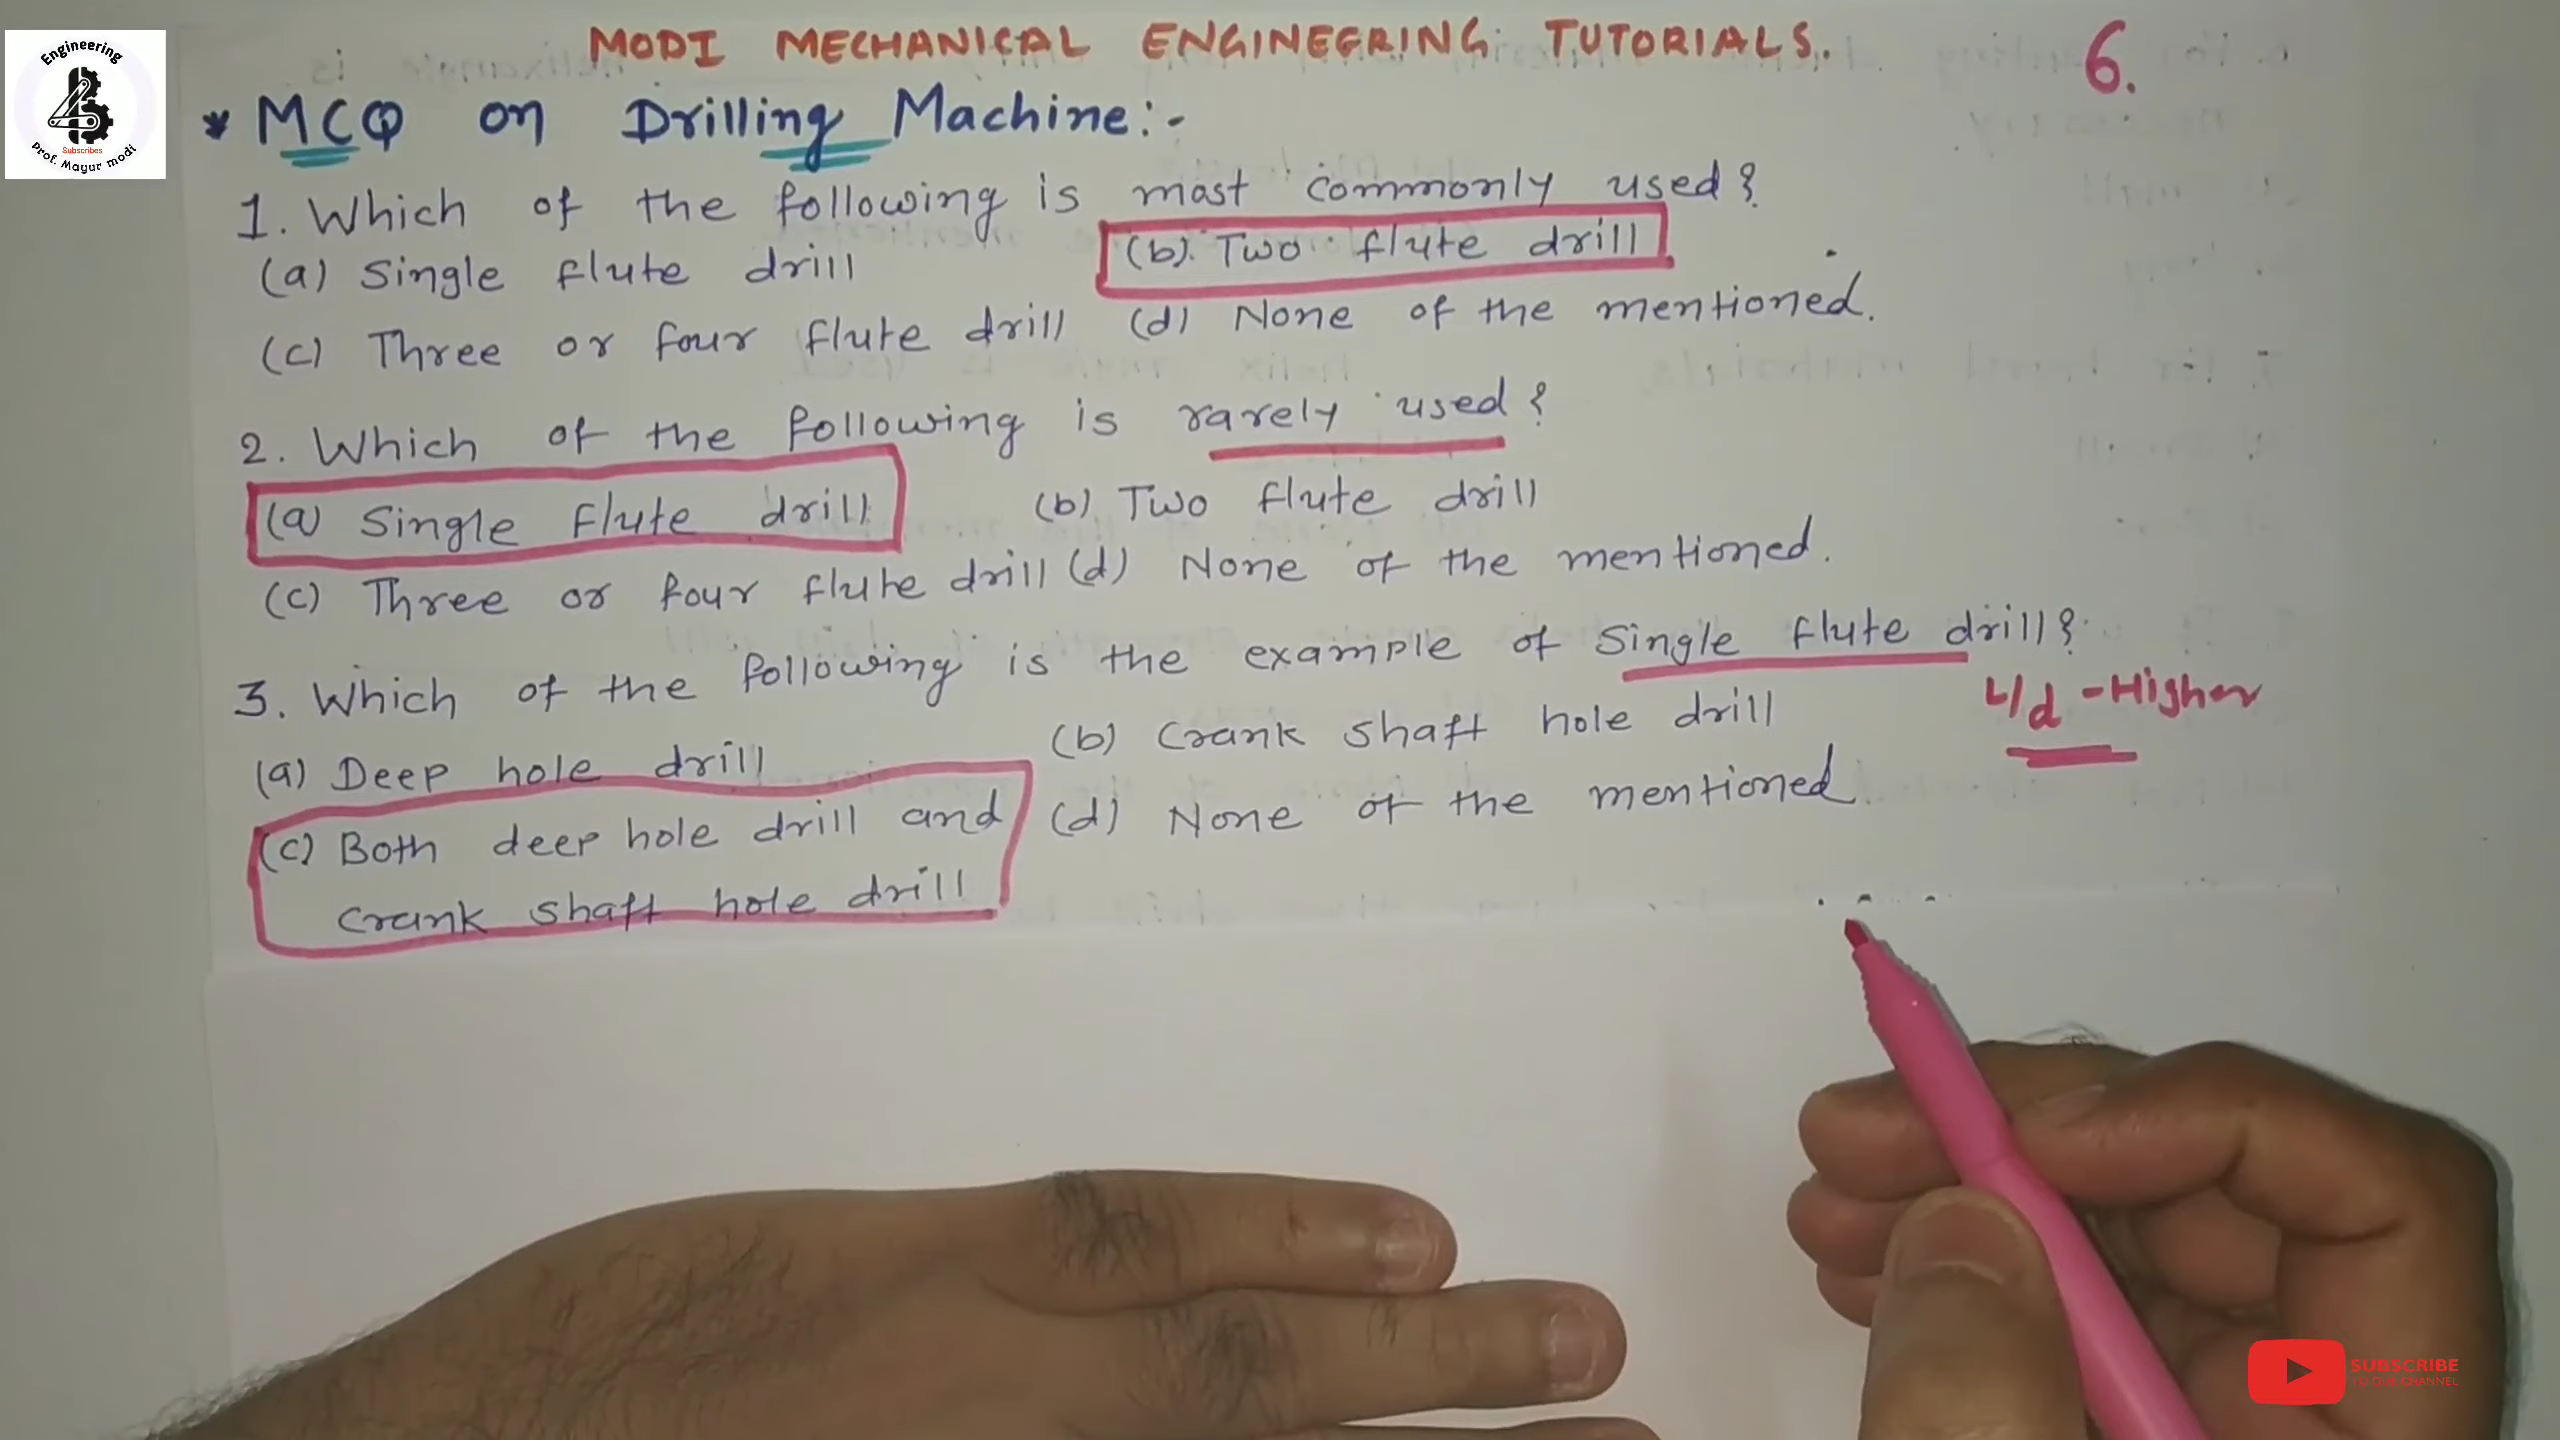 MODI MECHANICAL ENGINEERING TUTORIALS.
6.
Engineering
Subscribes
Prof. Mayur modi
* MCQ on Drilling Machine:-
1. Which of the following is most commonly used?
(a) Single flute drill (b). Two flute drill
(c) Three or four flute drill (d) None of the mentioned.
2. Which of the following is rarely used?
(a) Single flute drill (b) Two flute drill
(c) Three or four flute drill (d) None of the mentioned.
3. Which of the following is the example of Single flute drill?
L/d - Higher
(a) Deep hole drill (b) Crank shaft hole drill
(c) Both deep hole drill and (d) None of the mentioned.
crank shaft hole drill
SUBSCRIBE
TO OUR CHANNEL